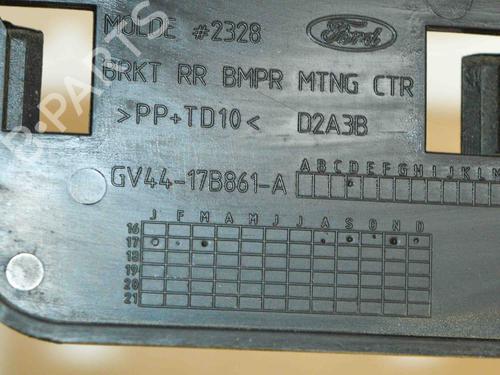 MOLDE #2328
Ford
BRKT RR BMPR MTNG CTR
>PP+TD10< D2A3B
GV44-17B861-A
A B C D E F G H I J K L M
J F M A M J J A S O N D
16
17
18
19
20
21
B-PARTS